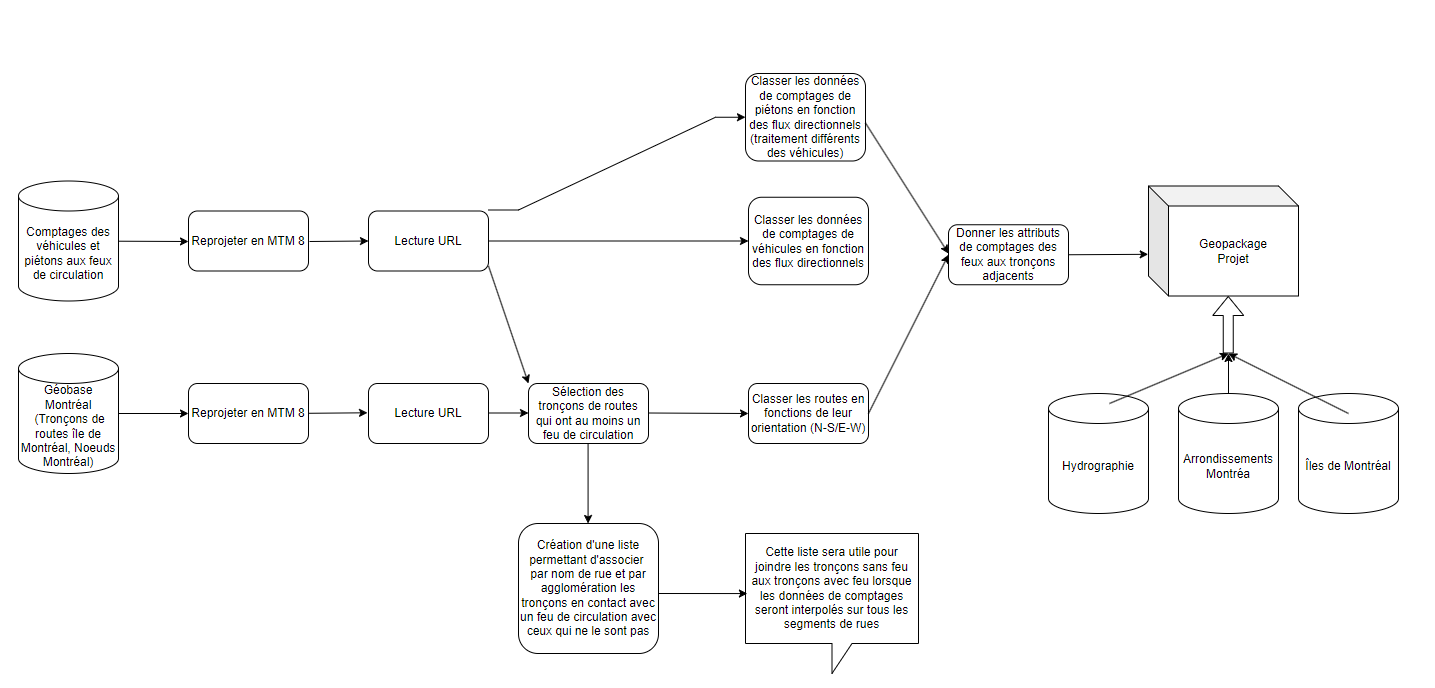 Classer les données
de comptages de
piétons en fonction
des flux directionnels
(traitement différents
des véhicules)
Comptages des
véhicules et
piétons aux feux
de circulation
Reprojeter en MTM 8
Lecture URL
Classer les données
de comptages de
véhicules en fonction
des flux directionnels
Donner les attributs
de comptages des
feux aux tronçons
adjacents
Geopackage
Projet
Géobase
Montréal
(Tronçons de
routes île de
Montréal, Noeuds
Montréal)
Reprojeter en MTM 8
Lecture URL
Sélection des
tronçons de routes
qui ont au moins un
feu de circulation
Classer les routes en
fonctions de leur
orientation (N-S/E-W)
Hydrographie
Arrondissements
Montréa
Îles de Montréal
Création d'une liste
permettant d'associer
par nom de rue et par
agglomération les
tronçons en contact avec
un feu de circulation avec
ceux qui ne le sont pas
Cette liste sera utile pour
joindre les tronçons sans feu
aux tronçons avec feu lorsque
les données de comptages
seront interpolés sur tous les
segments de rues